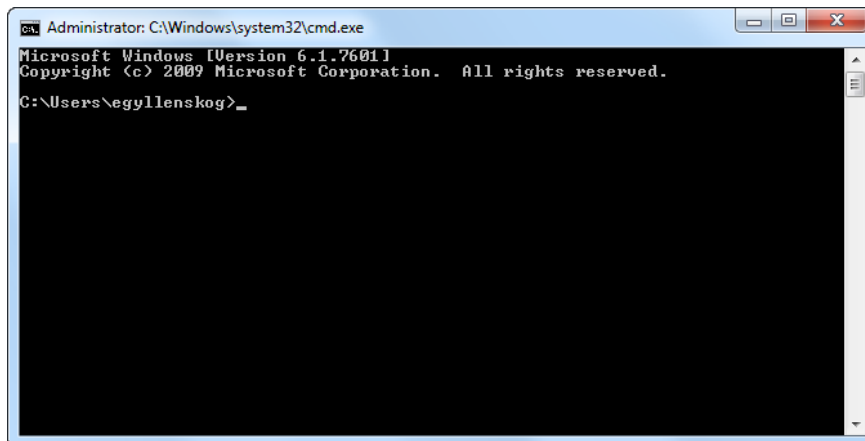 Administrator: C:\Windows\system32\cmd.exe
Microsoft Windows [Version 6.1.7601]
Copyright (c) 2009 Microsoft Corporation.  All rights reserved.
C:\Users\egyllenskog>_